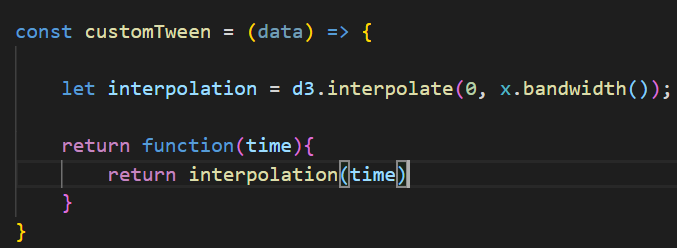 const customTween = (data) => {
let interpolation = d3.interpolate(0, x.bandwidth());
return function(time){
return interpolation(time)
}
}